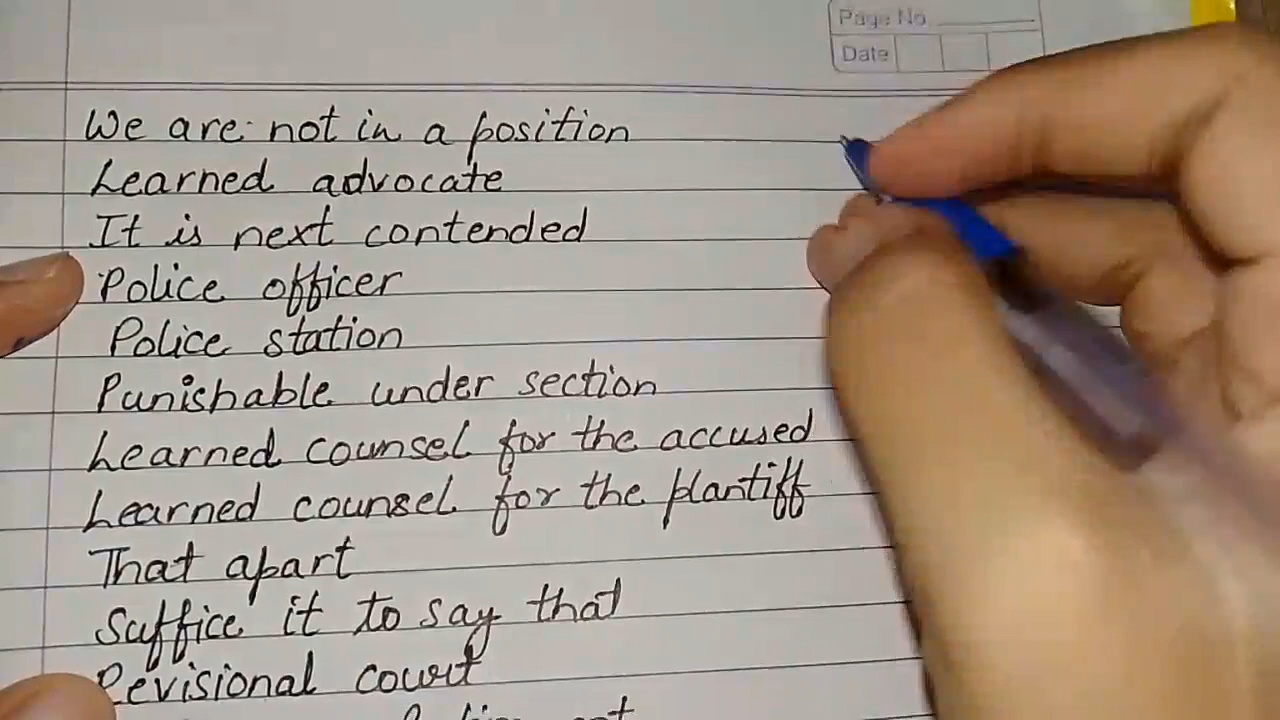 Page No.
Date
We are not in a position
Learned advocate
It is next contended
Police officer
Police station
Punishable under section
Learned counsel for the accused
Learned counsel for the plantiff
That apart
Suffice it to say that
Revisional court